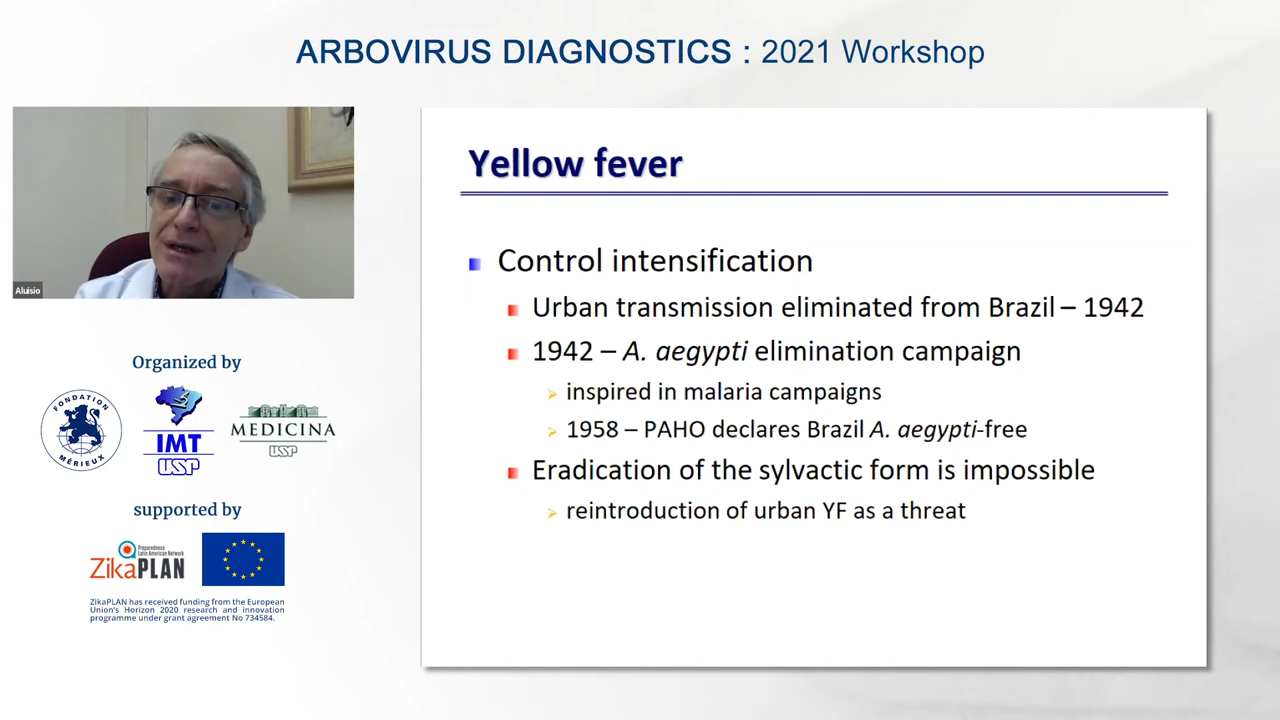 ARBOVIRUS DIAGNOSTICS : 2021 Workshop
Aluisio
Organized by
FONDATION
MÉRIEUX
IMT
USP
MEDICINA
USP
supported by
Preparedness
Latin American Network
ZikaPLAN
ZikaPLAN has received funding from the European
Union's Horizon 2020 research and innovation
programme under grant agreement No 734584.
Yellow fever
Control intensification
Urban transmission eliminated from Brazil – 1942
1942 – A. aegypti elimination campaign
inspired in malaria campaigns
1958 – PAHO declares Brazil A. aegypti-free
Eradication of the sylvactic form is impossible
reintroduction of urban YF as a threat